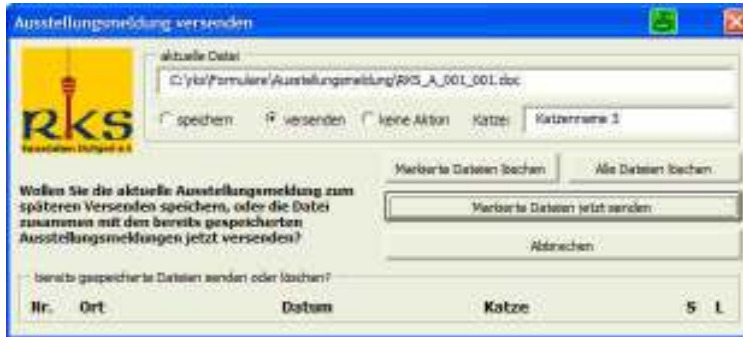 Ausstellungsmeldung versenden
aktuelle Datei
C:\rks\Formulare\Ausstellungsmeldung\RKS_A_001_001.doc
RKS
speichern versenden keine Aktion Katze: Katzenname 3
Markierte Dateien löschen Alle Dateien löschen
Wollen Sie die aktuelle Ausstellungsmeldung zum
späteren Versenden speichern, oder die Datei
zusammen mit den bereits gespeicherten
Ausstellungsmeldungen jetzt versenden?
Markierte Dateien jetzt senden
Abbrechen
bereits gespeicherte Dateien senden oder löschen?
Nr. Ort Datum Katze S L